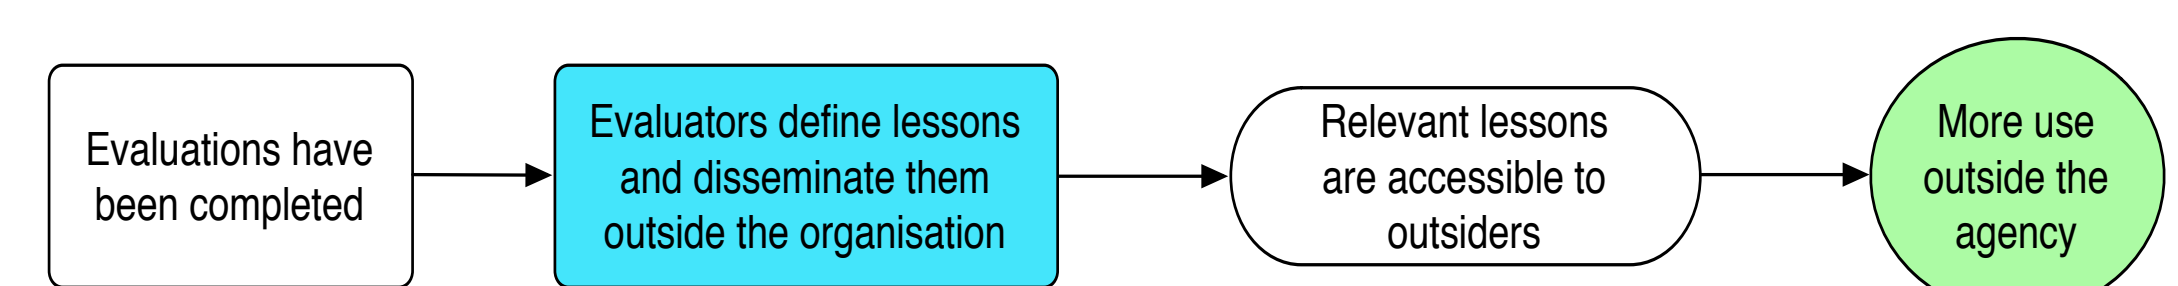 Evaluations have
been completed
Evaluators define lessons
and disseminate them
outside the organisation
Relevant lessons
are accessible to
outsiders
More use
outside the
agency